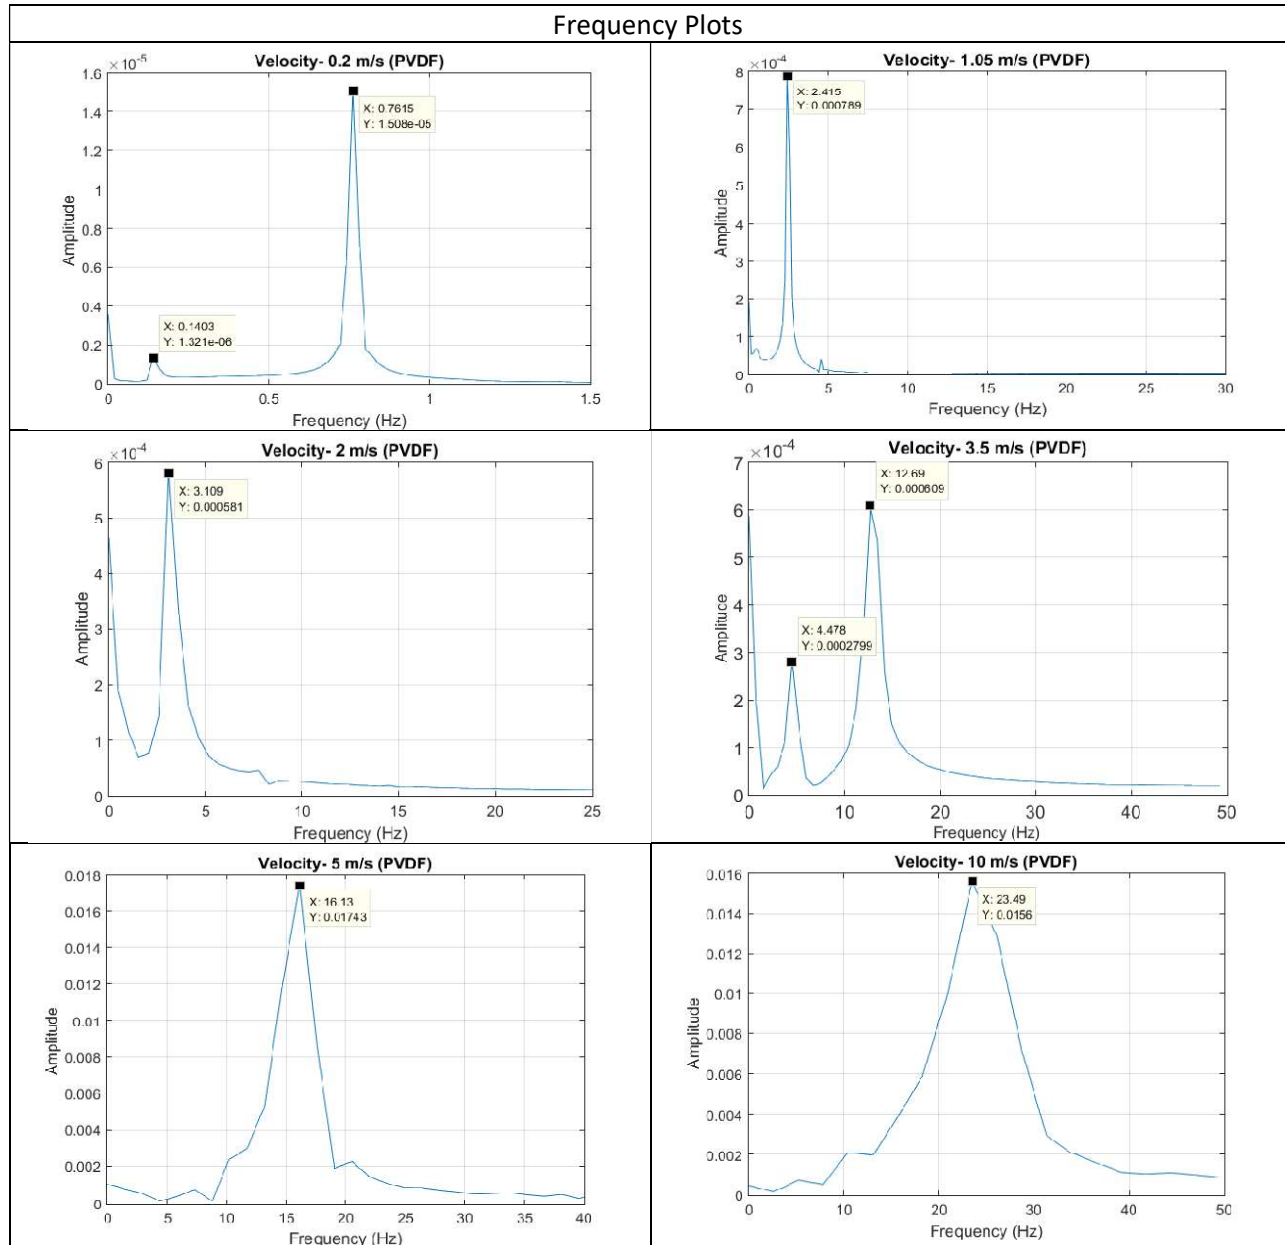 Frequency Plots
Velocity- 0.2 m/s (PVDF)
×10-5
1.6
1.4
1.2
1
0.8
0.6
0.4
0.2
0
Amplitude
X: 0.7615
Y: 1.508e-05
X: 0.1403
Y: 1.321e-06
0 0.5 1 1.5
Frequency (Hz)
Velocity- 1.05 m/s (PVDF)
×10-4
8
7
6
5
4
3
2
1
0
Amplitude
X: 2.415
Y: 0.000789
0 5 10 15 20 25 30
Frequency (Hz)
Velocity- 2 m/s (PVDF)
×10-4
6
5
4
3
2
1
0
Amplitude
X: 3.109
Y: 0.000581
0 5 10 15 20 25
Frequency (Hz)
Velocity- 3.5 m/s (PVDF)
×10-4
7
6
5
4
3
2
1
0
Amplitude
X: 12.69
Y: 0.000609
X: 4.478
Y: 0.0002799
0 10 20 30 40 50
Frequency (Hz)
Velocity- 5 m/s (PVDF)
0.018
0.016
0.014
0.012
0.01
0.008
0.006
0.004
0.002
0
Amplitude
X: 16.13
Y: 0.01743
0 5 10 15 20 25 30 35 40
Frequency (Hz)
Velocity- 10 m/s (PVDF)
0.016
0.014
0.012
0.01
0.008
0.006
0.004
0.002
0
Amplitude
X: 23.49
Y: 0.0156
0 10 20 30 40 50
Frequency (Hz)